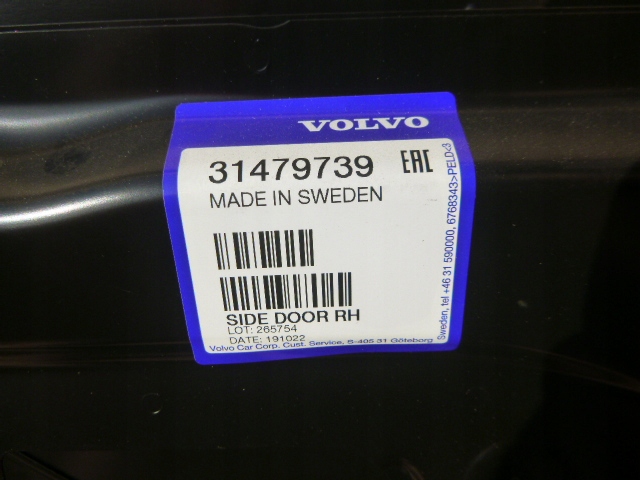 VOLVO
31479739 EAC
MADE IN SWEDEN
SIDE DOOR RH
LOT: 265754
DATE: 191022
Volvo Car Corp. Cust. Service, S-405 31 Göteborg
Sweden, tel +46 31 590000, 6768343>PELD<3